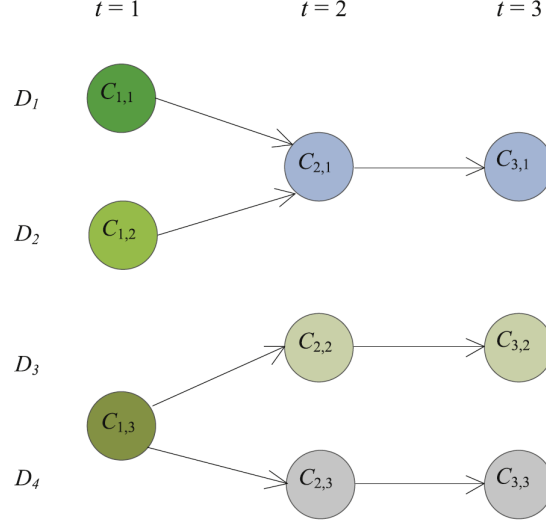 t = 1 t = 2 t = 3
D1 C1,1
C2,1 C3,1
D2 C1,2
D3 C2,2 C3,2
C1,3
D4 C2,3 C3,3